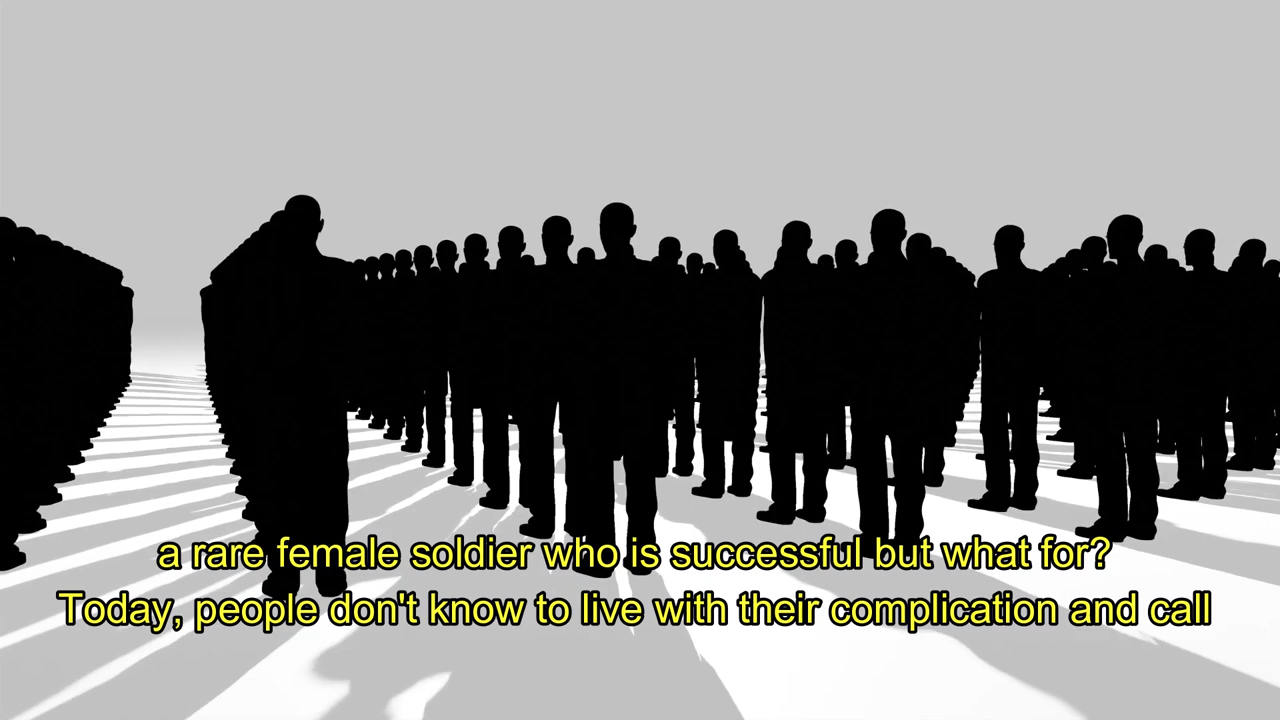 a rare female soldier who is successful but what for?
Today, people don't know to live with their complication and call